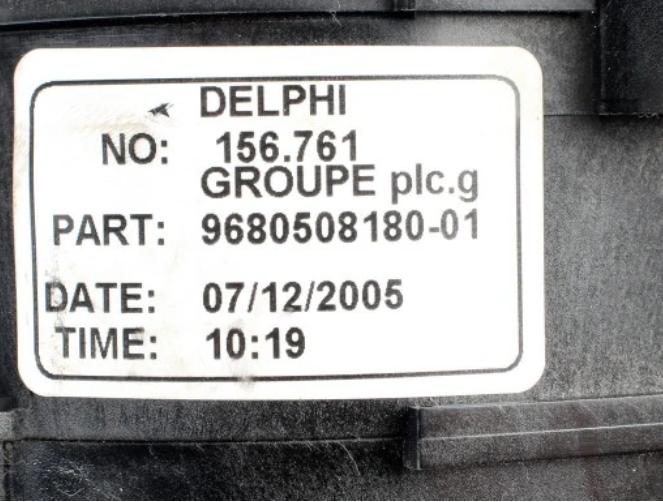 DELPHI
NO: 156.761
GROUPE plc.g
PART: 9680508180-01
DATE: 07/12/2005
TIME: 10:19